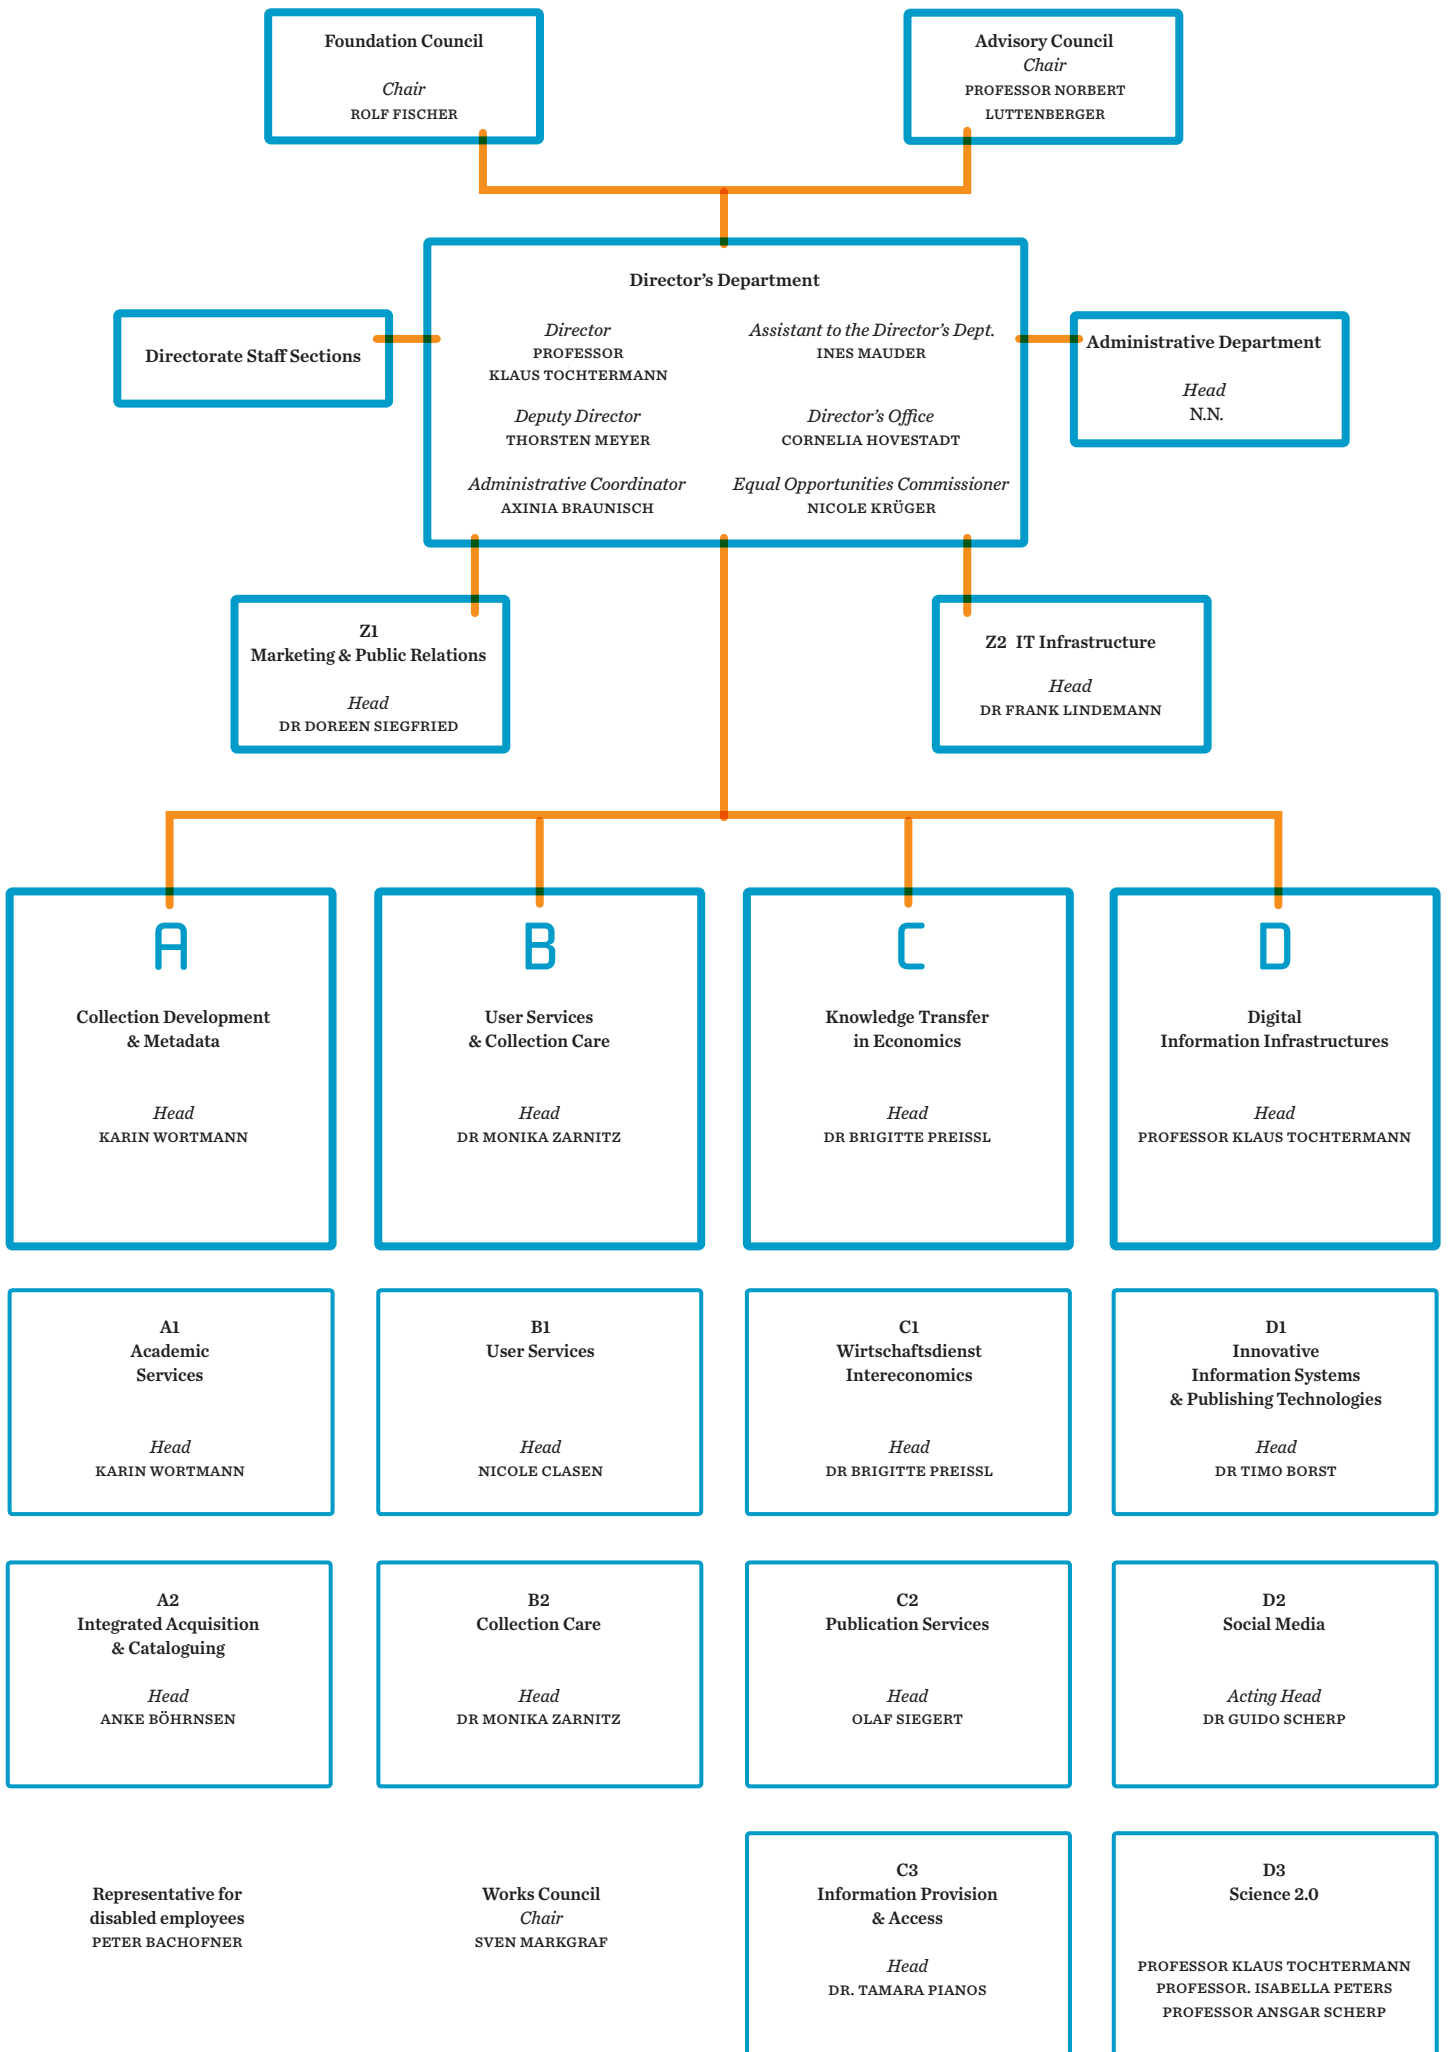 Foundation Council
Chair
ROLF FISCHER
Advisory Council
Chair
PROFESSOR NORBERT
LUTTENBERGER
Director's Department
Director
PROFESSOR
KLAUS TOCHTERMANN
Deputy Director
THORSTEN MEYER
Administrative Coordinator
AXINIA BRAUNISCH
Assistant to the Director's Dept.
INES MAUDER
Director's Office
CORNELIA HOVESTADT
Equal Opportunities Commissioner
NICOLE KRÜGER
Directorate Staff Sections
Administrative Department
Head
N.N.
Z1
Marketing & Public Relations
Head
DR DOREEN SIEGFRIED
Z2 IT Infrastructure
Head
DR FRANK LINDEMANN
A
Collection Development
& Metadata
Head
KARIN WORTMANN
B
User Services
& Collection Care
Head
DR MONIKA ZARNITZ
C
Knowledge Transfer
in Economics
Head
DR BRIGITTE PREISSL
D
Digital
Information Infrastructures
Head
PROFESSOR KLAUS TOCHTERMANN
A1
Academic
Services
Head
KARIN WORTMANN
B1
User Services
Head
NICOLE CLASEN
C1
Wirtschaftsdienst
Intereconomics
Head
DR BRIGITTE PREISSL
D1
Innovative
Information Systems
& Publishing Technologies
Head
DR TIMO BORST
A2
Integrated Acquisition
& Cataloguing
Head
ANKE BÖHRNSEN
B2
Collection Care
Head
DR MONIKA ZARNITZ
C2
Publication Services
Head
OLAF SIEGERT
D2
Social Media
Acting Head
DR GUIDO SCHERP
Representative for
disabled employees
PETER BACHOFNER
Works Council
Chair
SVEN MARKGRAF
C3
Information Provision
& Access
Head
DR. TAMARA PIANOS
D3
Science 2.0
PROFESSOR KLAUS TOCHTERMANN
PROFESSOR. ISABELLA PETERS
PROFESSOR ANSGAR SCHERP